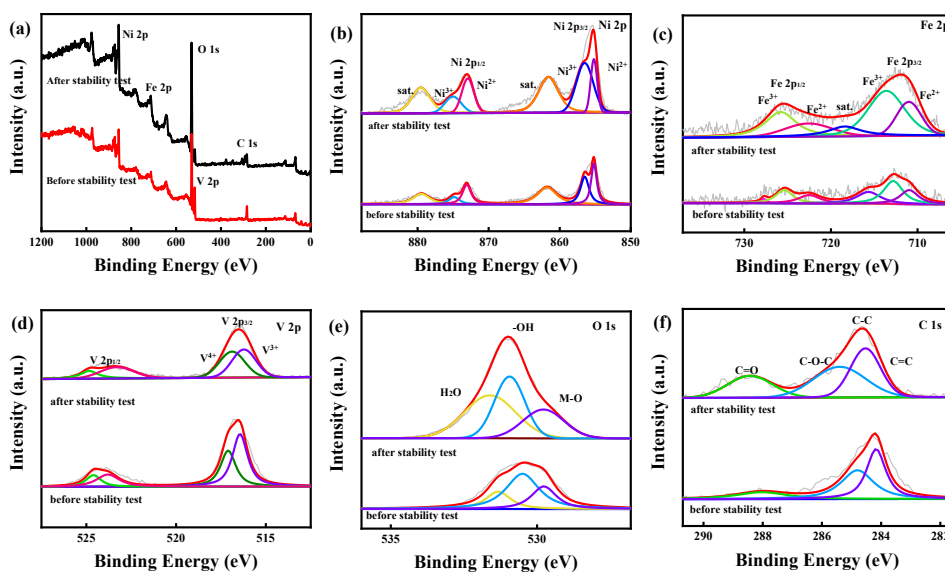 (a)
Ni 2p
O 1s
After stability test
Fe 2p
C 1s
Before stability test
V 2p
Intensity (a.u.)
1200 1000 800 600 400 200 0
Binding Energy (eV)
(b)
Ni 2p
Ni 2p3/2
Ni 2p1/2
sat.
Ni3+
Ni2+
sat.
Ni3+
Ni2+
after stability test
before stability test
Intensity (a.u.)
880 870 860 850
Binding Energy (eV)
(c)
Fe 2p
Fe 2p3/2
Fe 2p1/2
Fe3+
Fe3+
Fe2+
sat.
Fe2+
after stability test
before stability test
Intensity (a.u.)
730 720 710
Binding Energy (eV)
(d)
V 2p3/2
V 2p
V 2p1/2
V4+
V3+
after stability test
before stability test
Intensity (a.u.)
525 520 515
Binding Energy (eV)
(e)
-OH
O 1s
H2O
M-O
after stability test
before stability test
Intensity (a.u.)
535 530
Binding Energy (eV)
(f)
C-C
C 1s
C=O
C-O-C
C=C
after stability test
before stability test
Intensity (a.u.)
290 288 286 284 282
Binding Energy (eV)